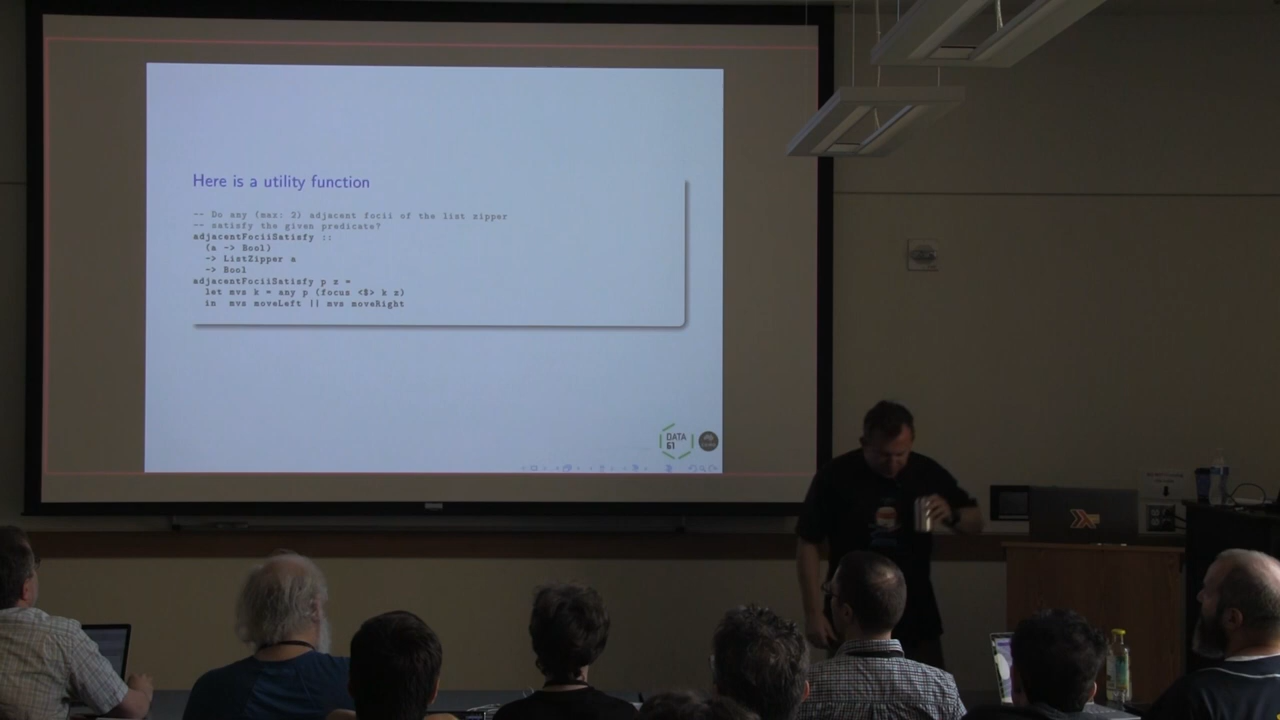 Here is a utility function
-- Do any (max: 2) adjacent focii of the list zipper
-- satisfy the given predicate?
adjacentFociiSatisfy ::
(a -> Bool)
-> ListZipper a
-> Bool
adjacentFociiSatisfy p z =
let mvs k = any p (focus <$> k z)
in mvs moveLeft || mvs moveRight
DATA
61